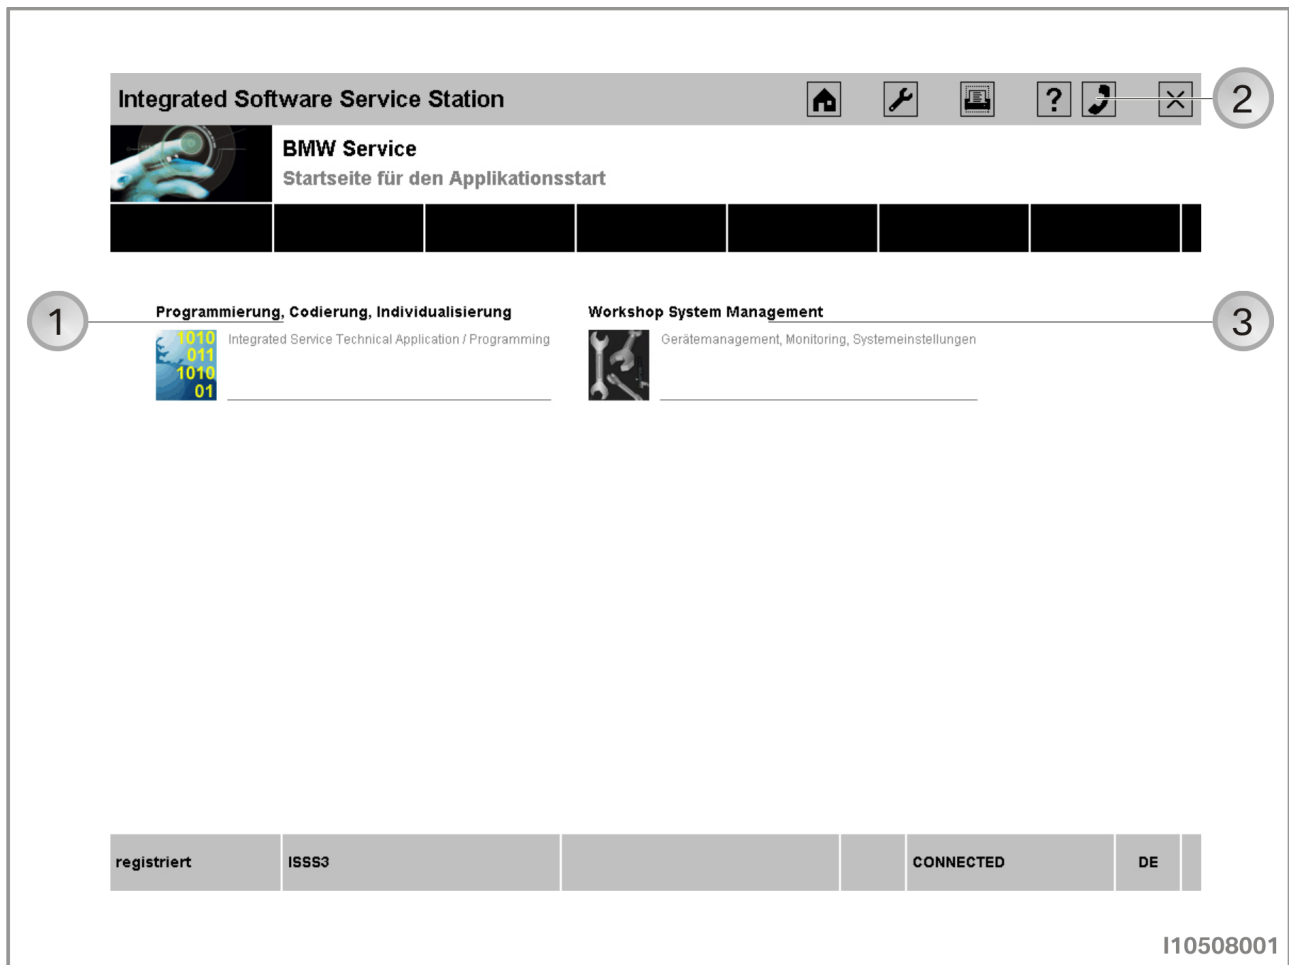 Integrated Software Service Station
?
2
BMW Service
Startseite für den Applikationsstart
1
Programmierung, Codierung, Individualisierung
Integrated Service Technical Application / Programming
1010
011
1010
01
Workshop System Management
Gerätemanagement, Monitoring, Systemeinstellungen
3
registriert
ISSS3
CONNECTED
DE
I10508001